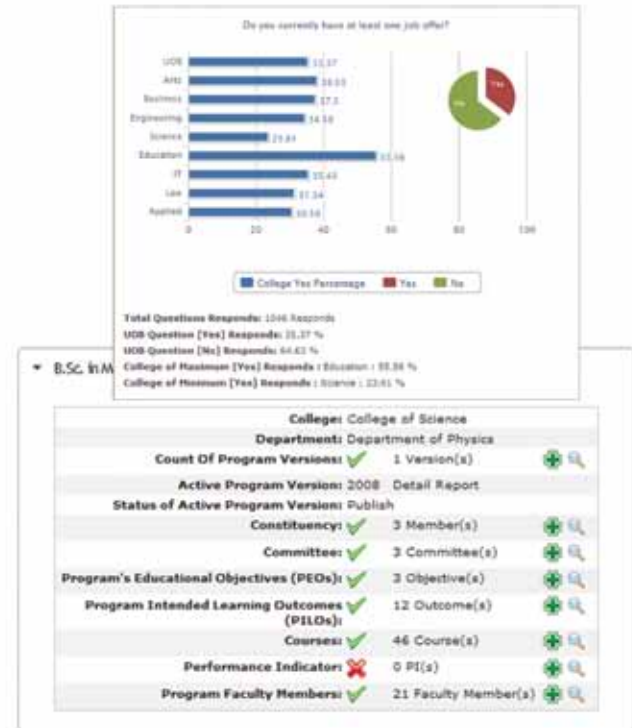 Do you currently have at least one job offer?
UOB 35.37
Arts
Business 37.5
Engineering 34.58
Science 23.61
Education 55.56
IT 35.43
Law 31.34
Applied 30.56
Yes
No
0 20 40 60 80 100
College Yes Percentage Yes No
Total Questions Responds: 1046 Responds
UOB Question [Yes] Responds: 35.37 %
UOB Question [No] Responds: 64.63 %
College of Maximum [Yes] Responds : Education : 55.56 %
College of Minimum [Yes] Responds : Science : 23.61 %
B.Sc. in M
College: College of Science
Department: Department of Physics
Count Of Program Versions: 1 Version(s)
Active Program Version: 2008 Detail Report
Status of Active Program Version: Publish
Constituency: 3 Member(s)
Committee: 3 Committee(s)
Program's Educational Objectives (PEOs): 3 Objective(s)
Program Intended Learning Outcomes (PILOs): 12 Outcome(s)
Courses: 46 Course(s)
Performance Indicator: 0 PI(s)
Program Faculty Members: 21 Faculty Member(s)